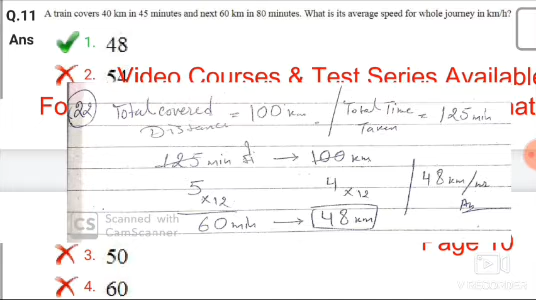 Q.11 A train covers 40 km in 45 minutes and next 60 km in 80 minutes. What is its average speed for whole journey in km/h?
Ans 1. 48
2. 54
Video Courses & Test Series Available
Fo
22 Total covered Distance = 100 km. / Total Time Taken = 125 min
125 min में → 100 km
5 × 12 4 × 12 48 km/hr
60 min → 48 km Ans
CS Scanned with CamScanner
Page 10
3. 50
4. 60
VIRECORDER